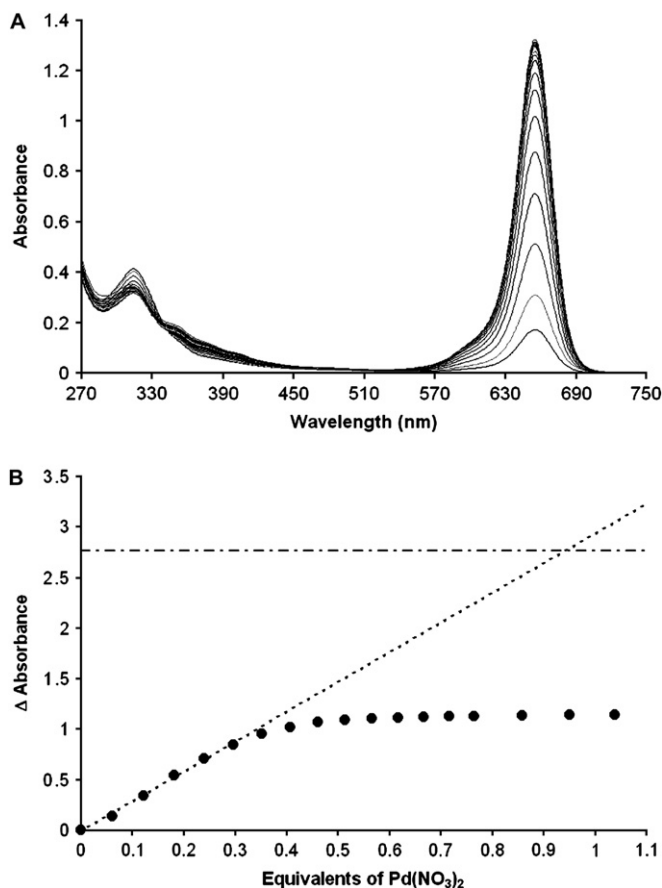 A
1.4
1.2
1
0.8
0.6
0.4
0.2
0
Absorbance
270 330 390 450 510 570 630 690 750
Wavelength (nm)
B
3.5
3
2.5
2
1.5
1
0.5
0
Δ Absorbance
0 0.1 0.2 0.3 0.4 0.5 0.6 0.7 0.8 0.9 1 1.1
Equivalents of Pd(NO₃)₂